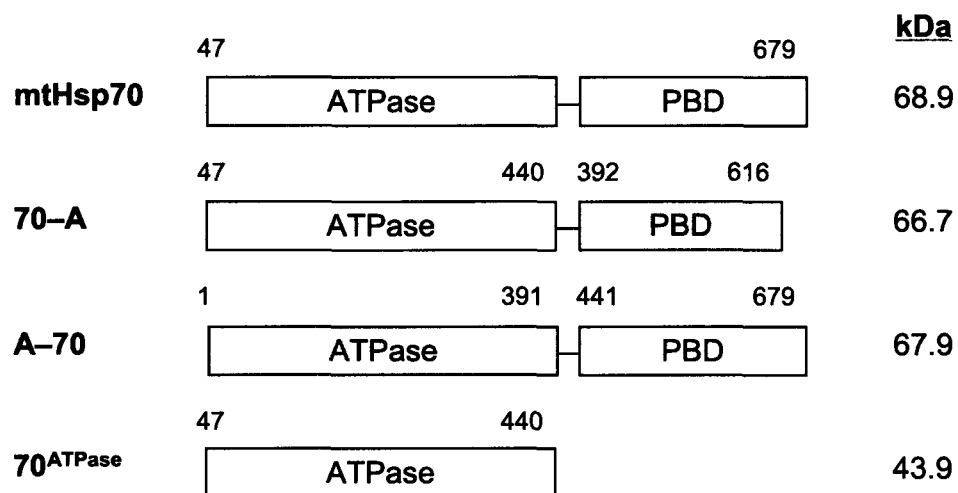 kDa
47 679
mtHsp70 ATPase PBD 68.9
47 440 392 616
70–A ATPase PBD 66.7
1 391 441 679
A–70 ATPase PBD 67.9
47 440
70ATPase ATPase 43.9